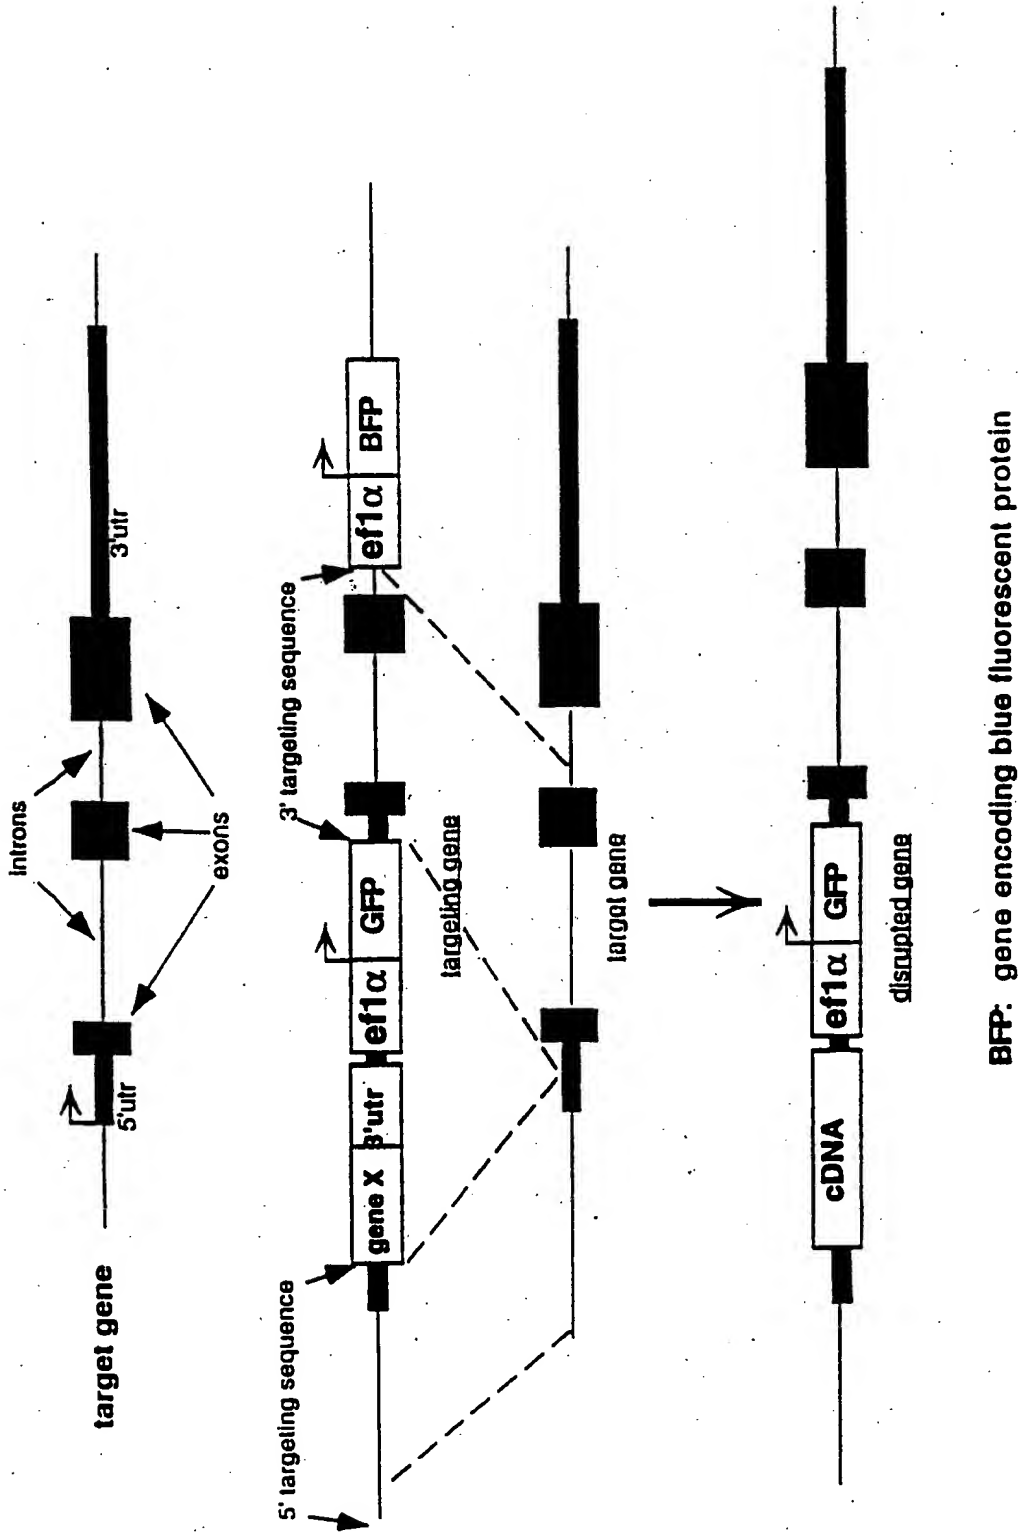 target gene
Introns
5'utr
exons
3'utr
5' targeting sequence
3' targeting sequence
gene X
3'utr
ef1α
GFP
ef1α
BFP
targeting gene
target gene
cDNA
ef1α
GFP
disrupted gene
BFP: gene encoding blue fluorescent protein